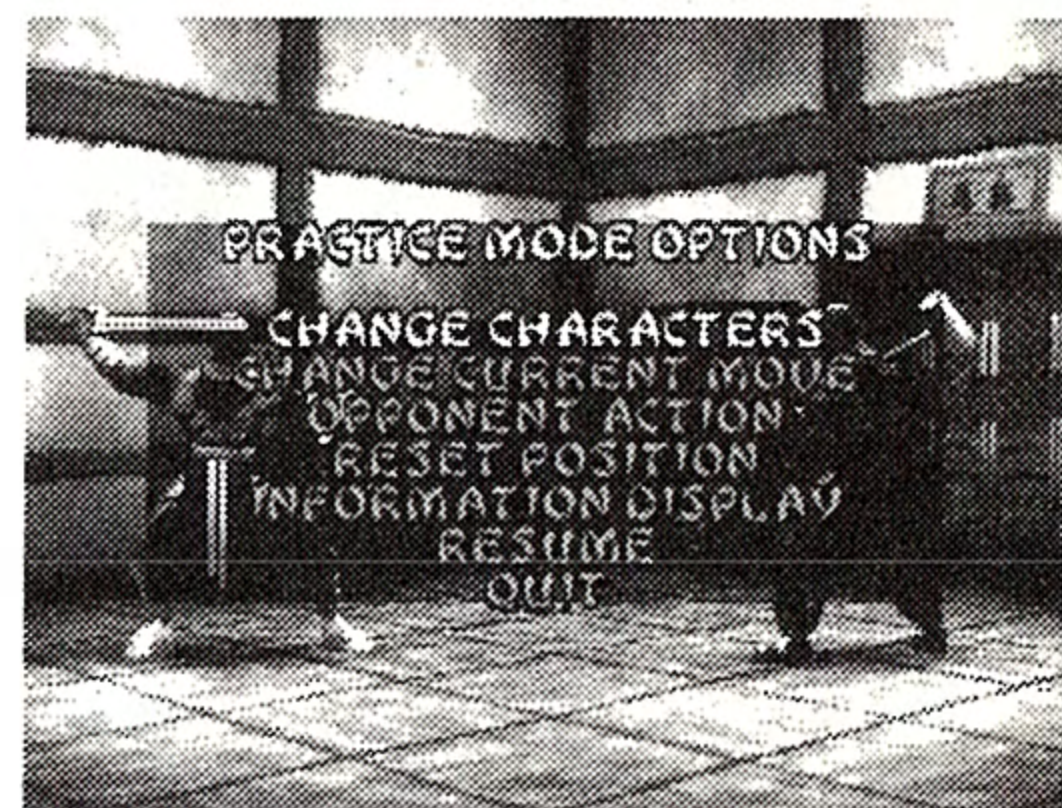 PRACTICE MODE OPTIONS
CHANGE CHARACTERS
CHANGE CURRENT MOVE
OPPONENT ACTION
RESET POSITION
INFORMATION DISPLAY
RESUME
QUIT